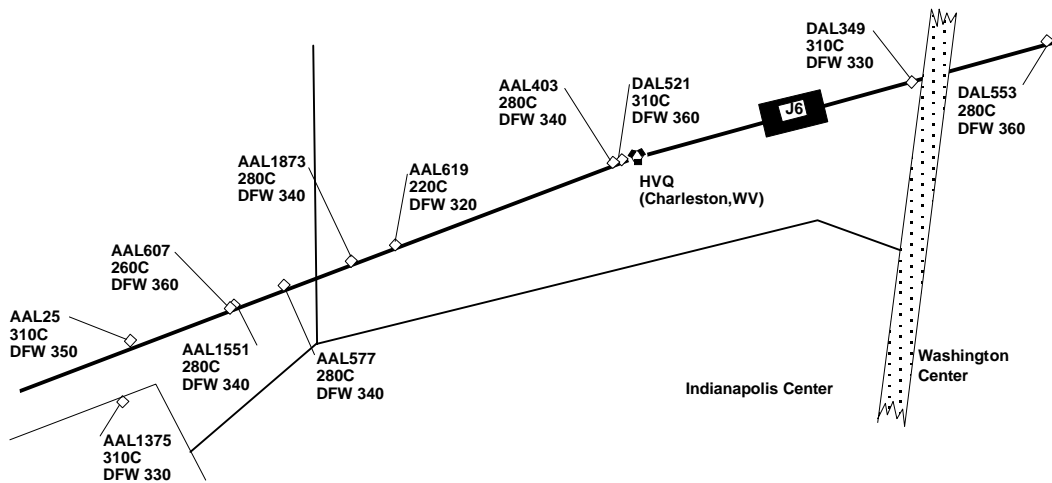 DAL349
310C
DFW 330
DAL553
280C
DFW 360
AAL403
280C
DFW 340
DAL521
310C
DFW 360
J6
HVQ
(Charleston,WV)
AAL1873
280C
DFW 340
AAL619
220C
DFW 320
AAL607
260C
DFW 360
AAL25
310C
DFW 350
AAL1551
280C
DFW 340
AAL577
280C
DFW 340
Indianapolis Center
Washington
Center
AAL1375
310C
DFW 330